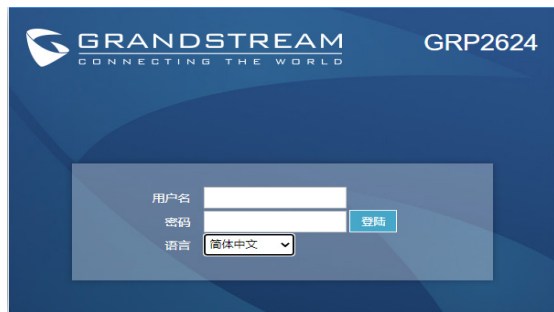 GRANDSTREAM
CONNECTING THE WORLD
GRP2624
用户名
密码
登陆
语言
简体中文